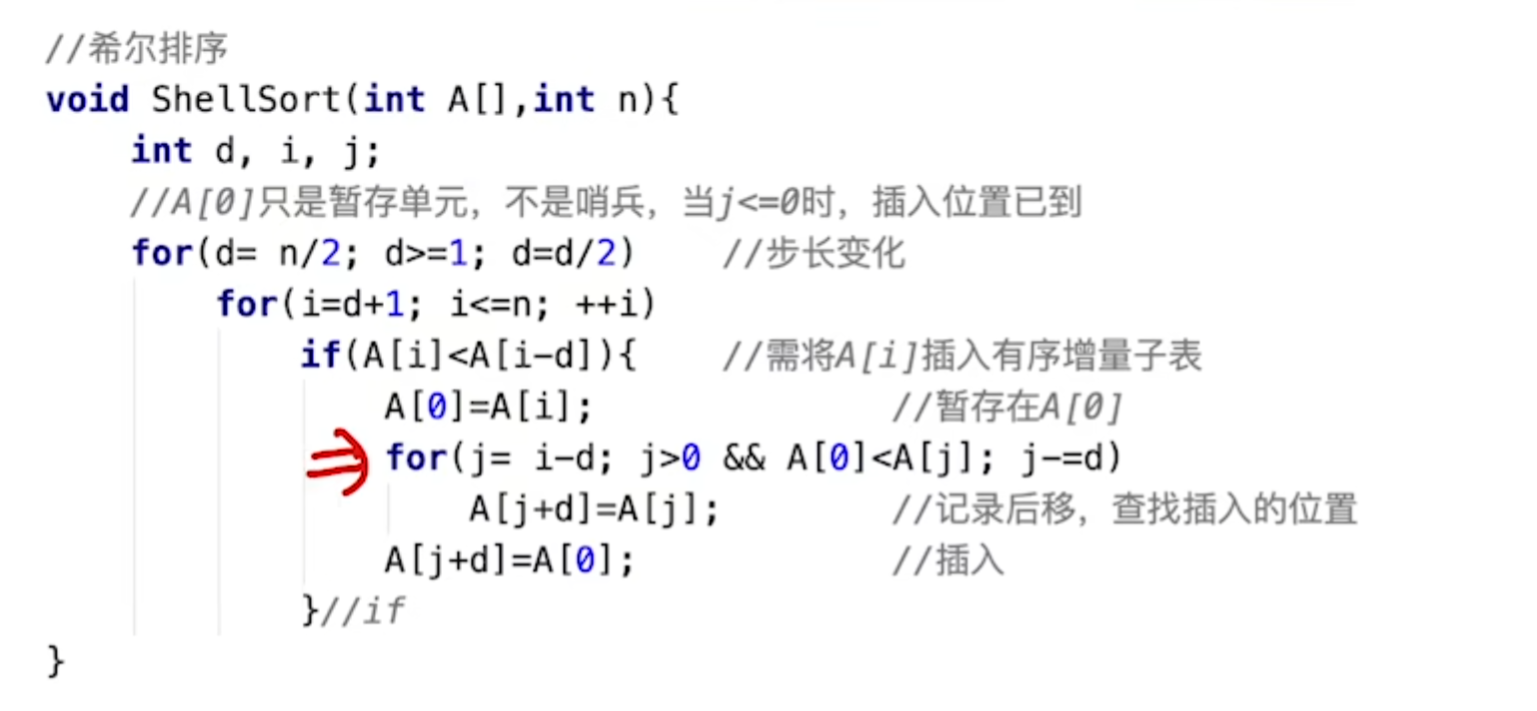 //希尔排序
void ShellSort(int A[],int n){
int d, i, j;
//A[0]只是暂存单元，不是哨兵，当j<=0时，插入位置已到
for(d= n/2; d>=1; d=d/2) //步长变化
for(i=d+1; i<=n; ++i)
if(A[i]<A[i-d]){ //需将A[i]插入有序增量子表
A[0]=A[i]; //暂存在A[0]
for(j= i-d; j>0 && A[0]<A[j]; j-=d)
A[j+d]=A[j]; //记录后移，查找插入的位置
A[j+d]=A[0]; //插入
}//if
}